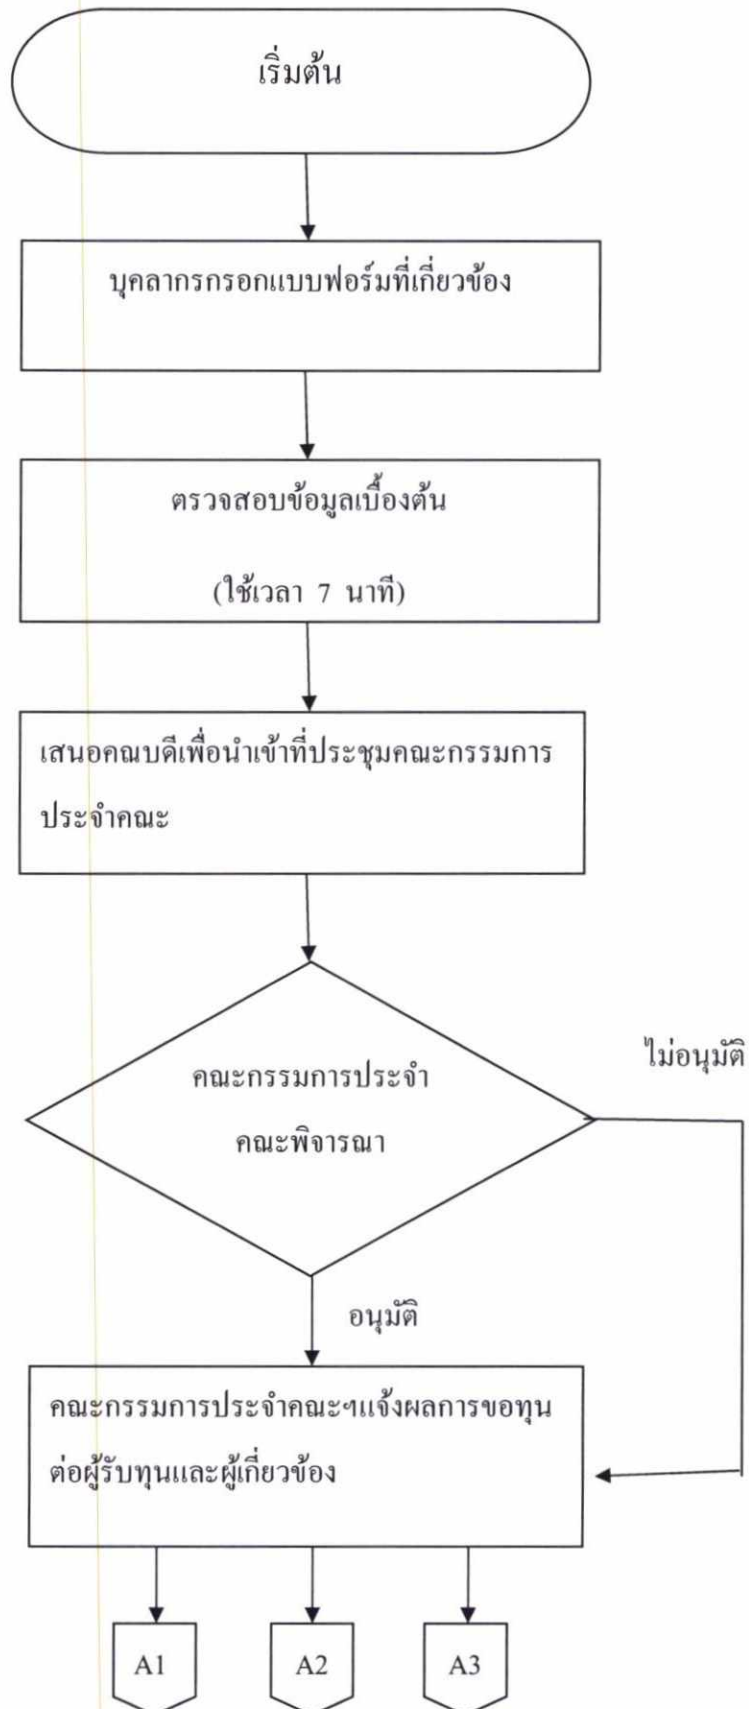 เริ่มต้น
บุคลากรกรอกแบบฟอร์มที่เกี่ยวข้อง
ตรวจสอบข้อมูลเบื้องต้น
(ใช้เวลา 7 นาที)
เสนอคณบดีเพื่อนำเข้าที่ประชุมคณะกรรมการ
ประจำคณะ
ไม่อนุมัติ
คณะกรรมการประจำ
คณะพิจารณา
อนุมัติ
คณะกรรมการประจำคณะฯแจ้งผลการขอทุน
ต่อผู้รับทุนและผู้เกี่ยวข้อง
A1 A2 A3